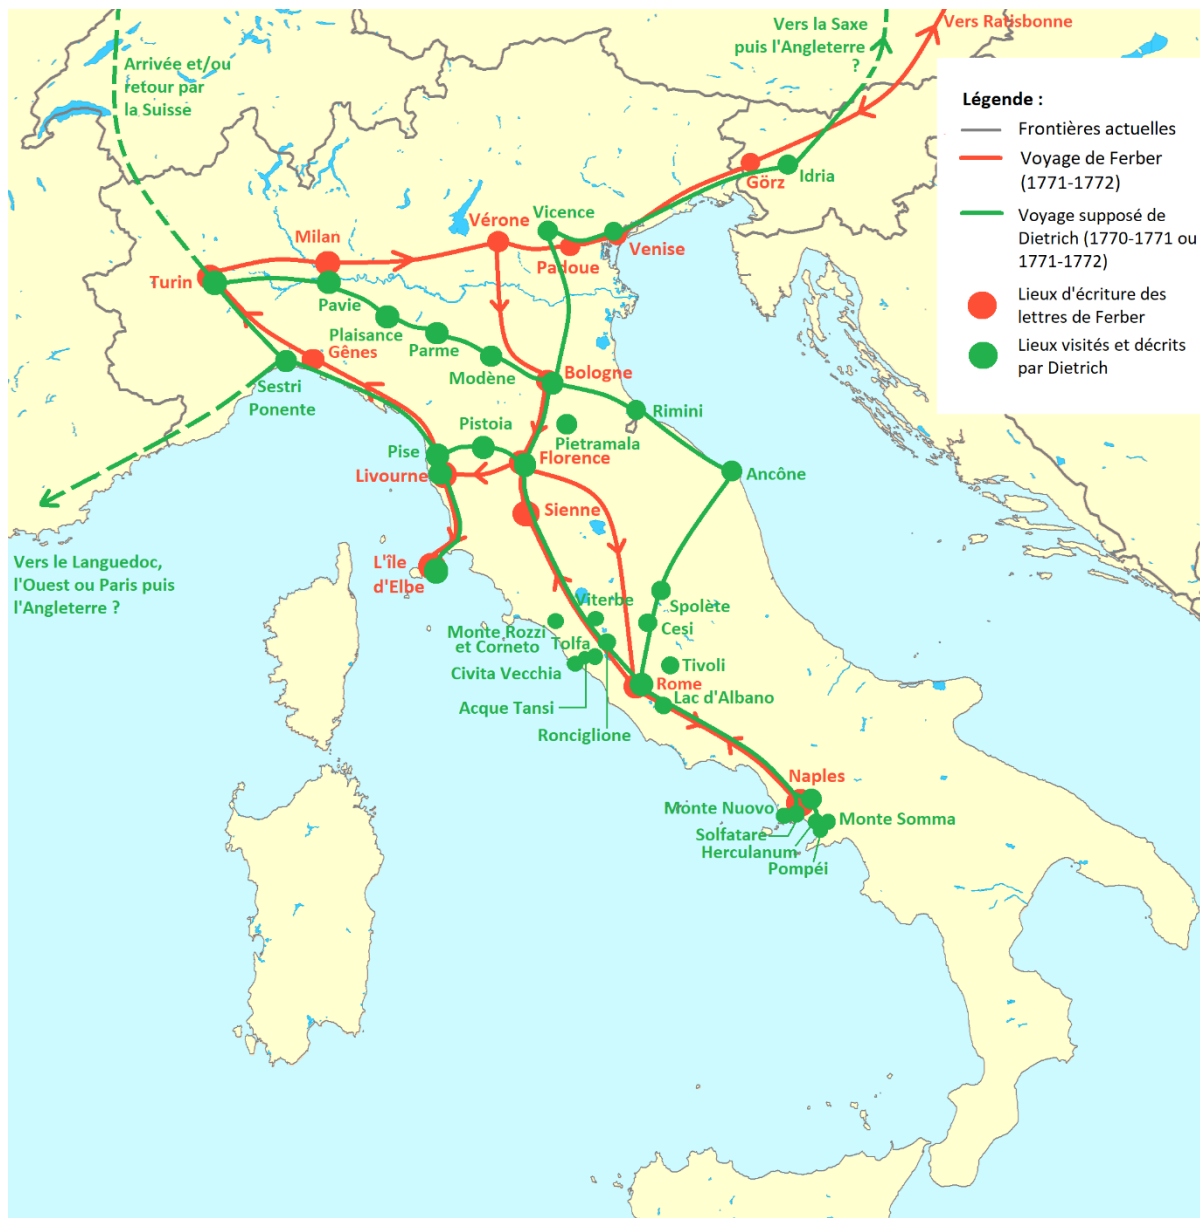 Vers la Saxe
puis l'Angleterre
?
Vers Ratisbonne
Arrivée et/ou
retour par
la Suisse
Légende :
Frontières actuelles
Voyage de Ferber
(1771-1772)
Voyage supposé de
Dietrich (1770-1771 ou
1771-1772)
Lieux d'écriture des
lettres de Ferber
Lieux visités et décrits
par Dietrich
Görz
Idria
Vérone
Vicence
Milan
Padoue
Venise
Turin
Pavie
Plaisance
Parme
Gênes
Modène
Bologne
Sestri
Ponente
Rimini
Pistoia
Pietramala
Pise
Florence
Livourne
Ancône
Sienne
Vers le Languedoc,
l'Ouest ou Paris puis
l'Angleterre ?
L'île
d'Elbe
Viterbe
Spolète
Monte Rozzi
et Corneto
Cesi
Tolfa
Civita Vecchia
Tivoli
Rome
Lac d'Albano
Acque Tansi
Ronciglione
Naples
Monte Nuovo
Monte Somma
Solfatare
Herculanum
Pompéi